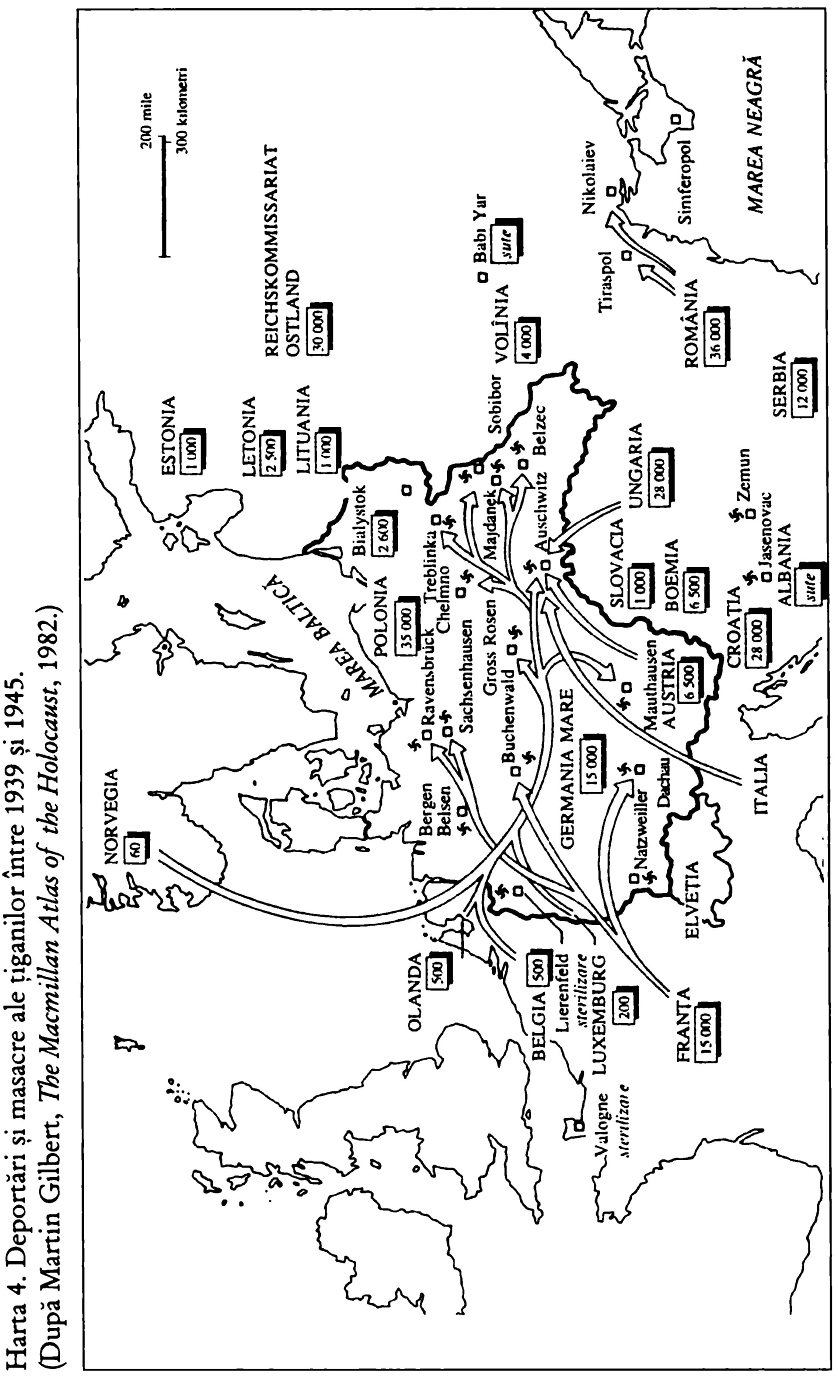 Harta 4. Deportări și masacre ale țiganilor între 1939 și 1945.
(După Martin Gilbert, The Macmillan Atlas of the Holocaust, 1982.)
200 mile
300 kilometri
NORVEGIA
60
ESTONIA
1 000
LETONIA
2 500
LITUANIA
1 000
REICHSKOMMISSARIAT
OSTLAND
30 000
MAREA BALTICA
Bialystok
2 600
POLONIA
35 000
OLANDA
500
BELGIA
500
Lierenfeld
sterilizare
LUXEMBURG
200
Valogne
sterilizare
FRANTA
15 000
Bergen
Belsen
Ravensbrück
Sachsenhausen
Treblinka
Chelmno
Gross Rosen
Buchenwald
Majdanek
Sobibor
Belzec
Auschwitz
VOLÎNIA
4 000
Babi Yar
sute
GERMANIA MARE
15 000
Natzweiller
Dachau
Mauthausen
AUSTRIA
6 500
ELVETIA
ITALIA
SLOVACIA
1 000
BOEMIA
6 500
UNGARIA
28 000
CROAȚIA
28 000
Jasenovac
Zemun
ALBANIA
sute
SERBIA
12 000
ROMÂNIA
36 000
Tiraspol
Nikolaiev
Simferopol
MAREA NEAGRĂ